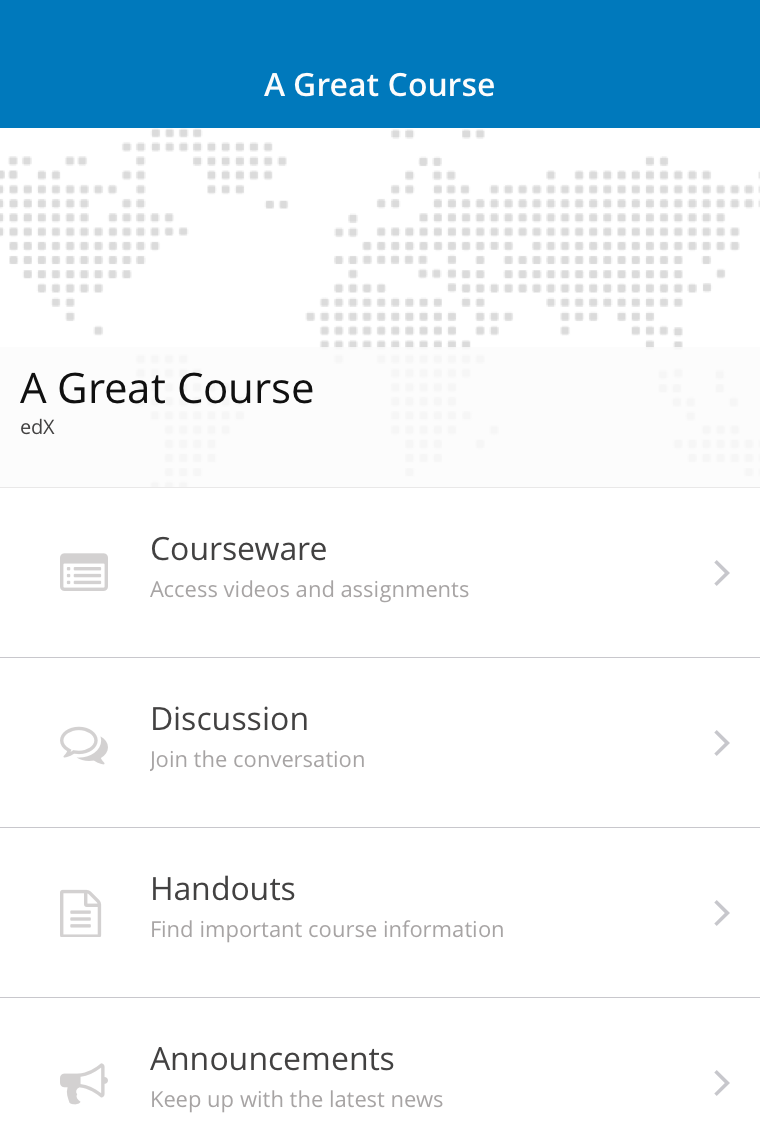 A Great Course
A Great Course
edX
Courseware
Access videos and assignments
Discussion
Join the conversation
Handouts
Find important course information
Announcements
Keep up with the latest news